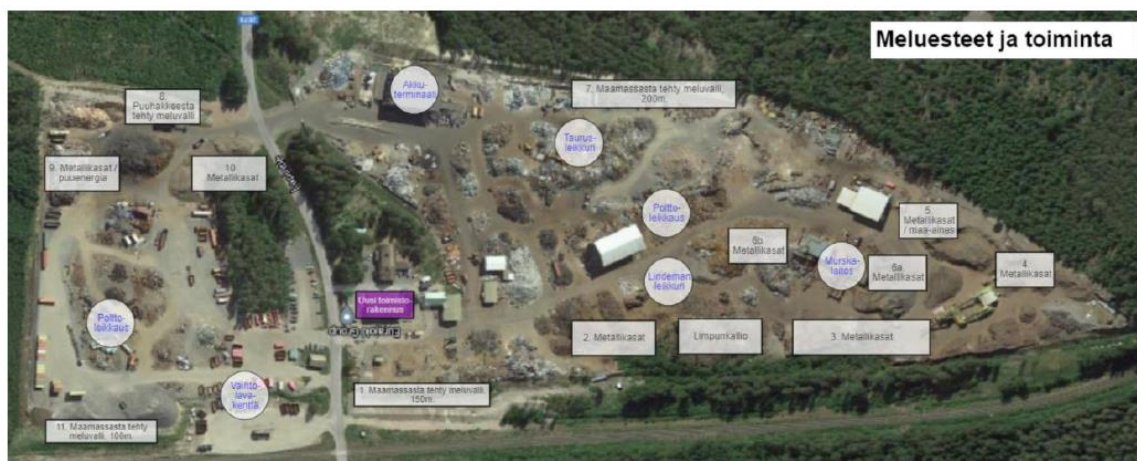 Meluesteet ja toiminta
Akku-
terminaali
7. Maamassasta tehty meluvalli,
200m.
8.
Puuhakkeesta
tehty meluvalli
Taurus-
leikkuri
9. Metallikasat /
puuenergia
10.
Metallikasat
Poltto-
leikkaus
5.
Metallikasat
/ maa-aines
6b.
Metallikasat
Murska-
laitos
6a.
Metallikasat
4.
Metallikasat
Lindeman
leikkuri
Uusi toimisto-
rakennus
Eurajoki Group
Poltto-
leikkaus
2. Metallikasat
Limpunkallio
3. Metallikasat
1. Maamassasta tehty meluvalli,
150m.
Vaihto-
lava-
kenttä
11. Maamassasta tehty
meluvalli, 100m.